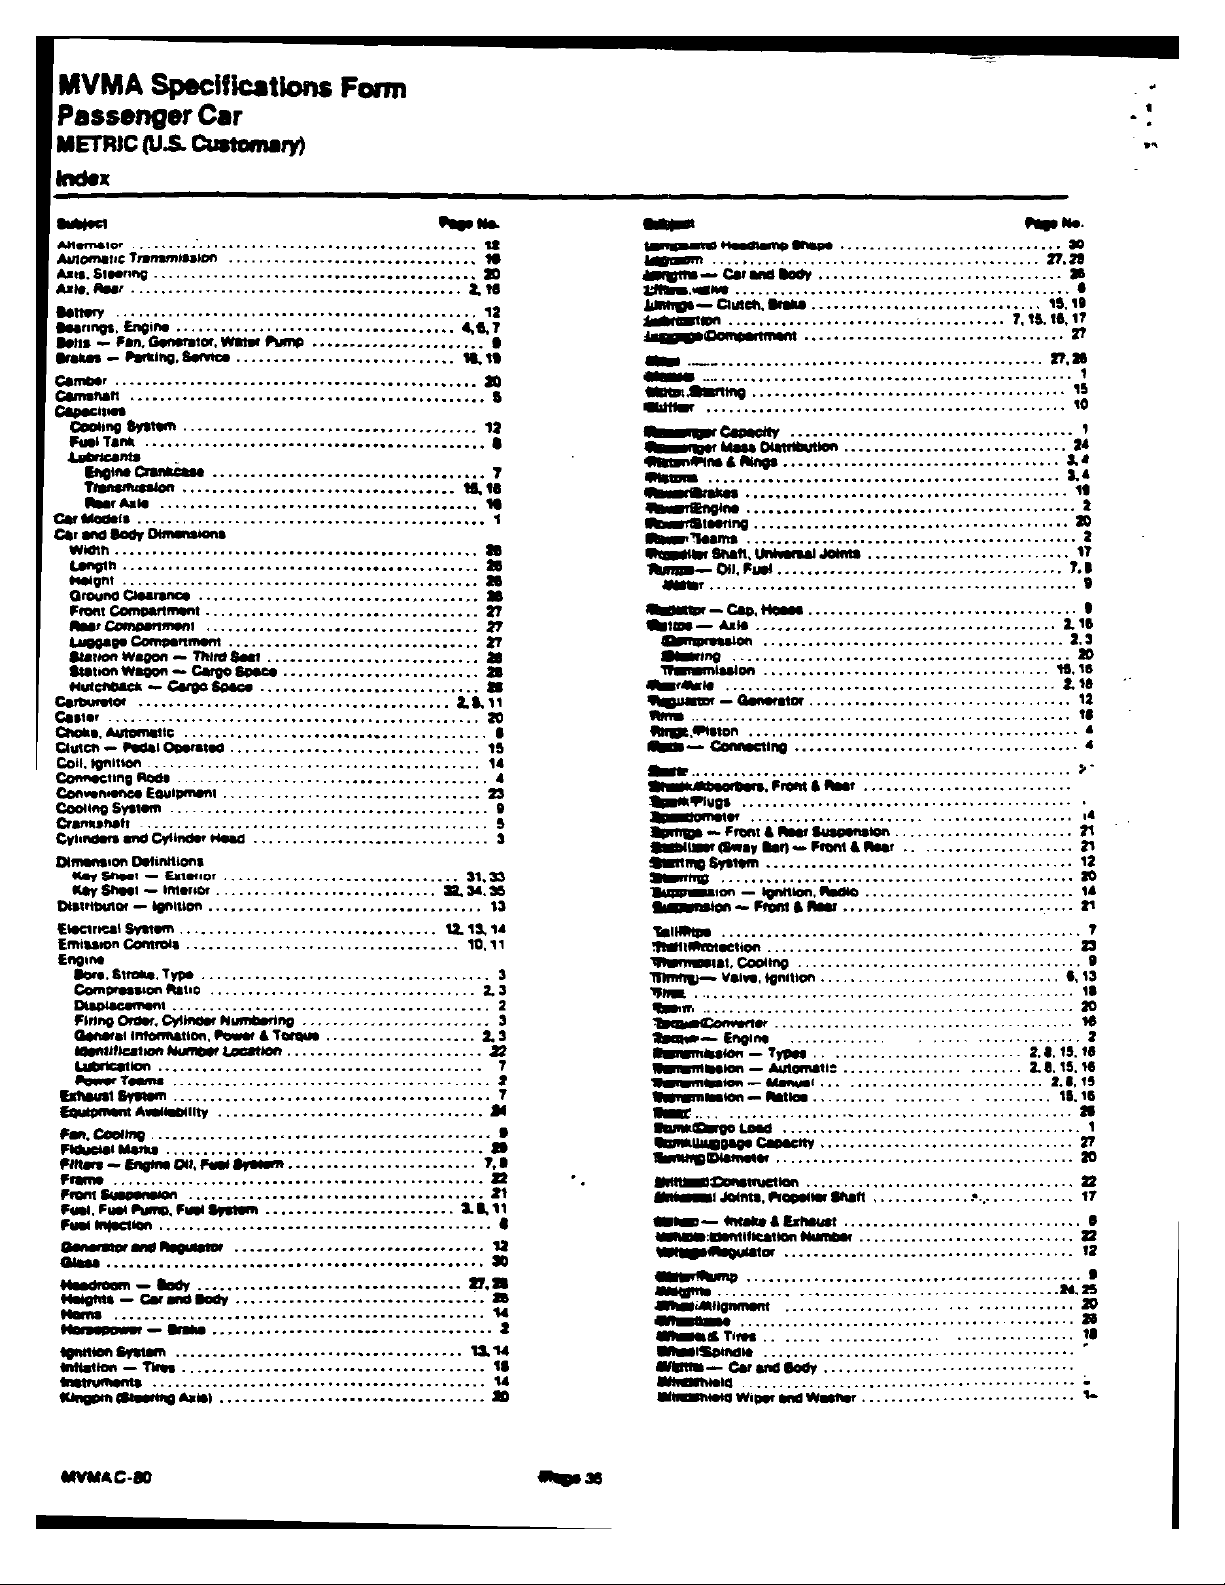 MVMA Specifications Form
Passenger Car
METRIC (U.S. Customary)
Index
Subject Page No.
Alternator 12
Automatic Transmission 16
Axis, Steering 20
Axle, Rear 2, 16
Battery 12
Bearings, Engine 4, 6, 7
Belts — Fan, Generator, Water Pump 9
Brakes — Parking, Service 18, 19
Camber 20
Camshaft 5
Capacities
Cooling System 12
Fuel Tank 8
Lubricants
Engine Crankcase 7
Transmission 15, 16
Rear Axle 16
Car Models 1
Car and Body Dimensions
Width 26
Length 26
Height 26
Ground Clearance 26
Front Compartment 27
Rear Compartment 27
Luggage Compartment 27
Station Wagon — Third Seat 28
Station Wagon — Cargo Space 28
Hutchback — Cargo Space 28
Carburetor 2, 8, 11
Caster 20
Choke, Automatic 8
Clutch — Pedal Operated 15
Coil, Ignition 14
Connecting Rods 4
Convenience Equipment 23
Cooling System 9
Crankshaft 5
Cylinders and Cylinder Head 3
Dimension Definitions
Key Sheet — Exterior 31, 33
Key Sheet — Interior 32, 34, 35
Distributor — Ignition 13
Electrical System 12, 13, 14
Emission Controls 10, 11
Engine
Bore, Stroke, Type 3
Compression Ratio 2, 3
Displacement 2
Firing Order, Cylinder Numbering 3
General Information, Power & Torque 2, 3
Identification Number Location 22
Lubrication 7
Power Teams 2
Exhaust System 7
Equipment Availability 24
Fan, Cooling 9
Fiducial Marks 29
Filters — Engine Oil, Fuel System 7, 8
Frame 22
Front Suspension 21
Fuel, Fuel Pump, Fuel System 3, 8, 11
Fuel Injection 8
Generator and Regulator 12
Glass 30
Headroom — Body 27, 28
Heights — Car and Body 26
Horns 14
Horsepower — Brake 2
Ignition System 13, 14
Inflation — Tires 18
Instruments 14
Kingpin (Steering Axis) 20
Subject Page No.
Lamps and Headlamp Shape 30
Legroom 27, 28
Lengths — Car and Body 26
Lifters, Valve 6
Linings — Clutch, Brake 15, 19
Lubrication 7, 15, 16, 17
Luggage Compartment 27
27, 28
1
Motor, Starting 15
Muffler 10
Passenger Capacity 1
Passenger Mass Distribution 24
Piston Pins & Rings 3, 4
Pistons 3, 4
Power Brakes 19
Power Engine 2
Power Steering 20
Power Teams 2
Propeller Shaft, Universal Joints 17
Pumps — Oil, Fuel 7, 8
Water 9
Radiator — Cap, Hoses 9
Ratios — Axle 2, 16
Compression 2, 3
Steering 20
Transmission 15, 16
Rear Axle 2, 16
Regulator — Generator 12
Rims 18
Rings, Piston 4
Rods — Connecting 4
Seats
Shock Absorbers, Front & Rear
Spark Plugs
Speedometer 14
Springs — Front & Rear Suspension 21
Stabilizer (Sway Bar) — Front & Rear 21
Starting System 12
Steering 20
Suppression — Ignition, Radio 14
Suspension — Front & Rear 21
Tail Pipe 7
Theft Protection 23
Thermostat, Cooling 9
Timing — Valve, Ignition 6, 13
Tires 18
20
Torque Converter 16
Torque — Engine 2
Transmission — Types 2, 8, 15, 16
Transmission — Automatic 2, 8, 15, 16
Transmission — Manual 2, 8, 15
Transmission — Ratios 15, 16
26
Trunk Cargo Load 1
Trunk Luggage Capacity 27
Turning Diameter 20
Unitized Construction 22
Universal Joints, Propeller Shaft 17
Valves — Intake & Exhaust 6
Vehicle Identification Number 22
Voltage Regulator 12
Water Pump 9
Weights 24, 25
Wheel Alignment 20
Wheelbase 26
Wheels & Tires 18
Wheel Spindle
Widths — Car and Body
Windshield
Windshield Wiper and Washer
MVMA C-80
Page 36